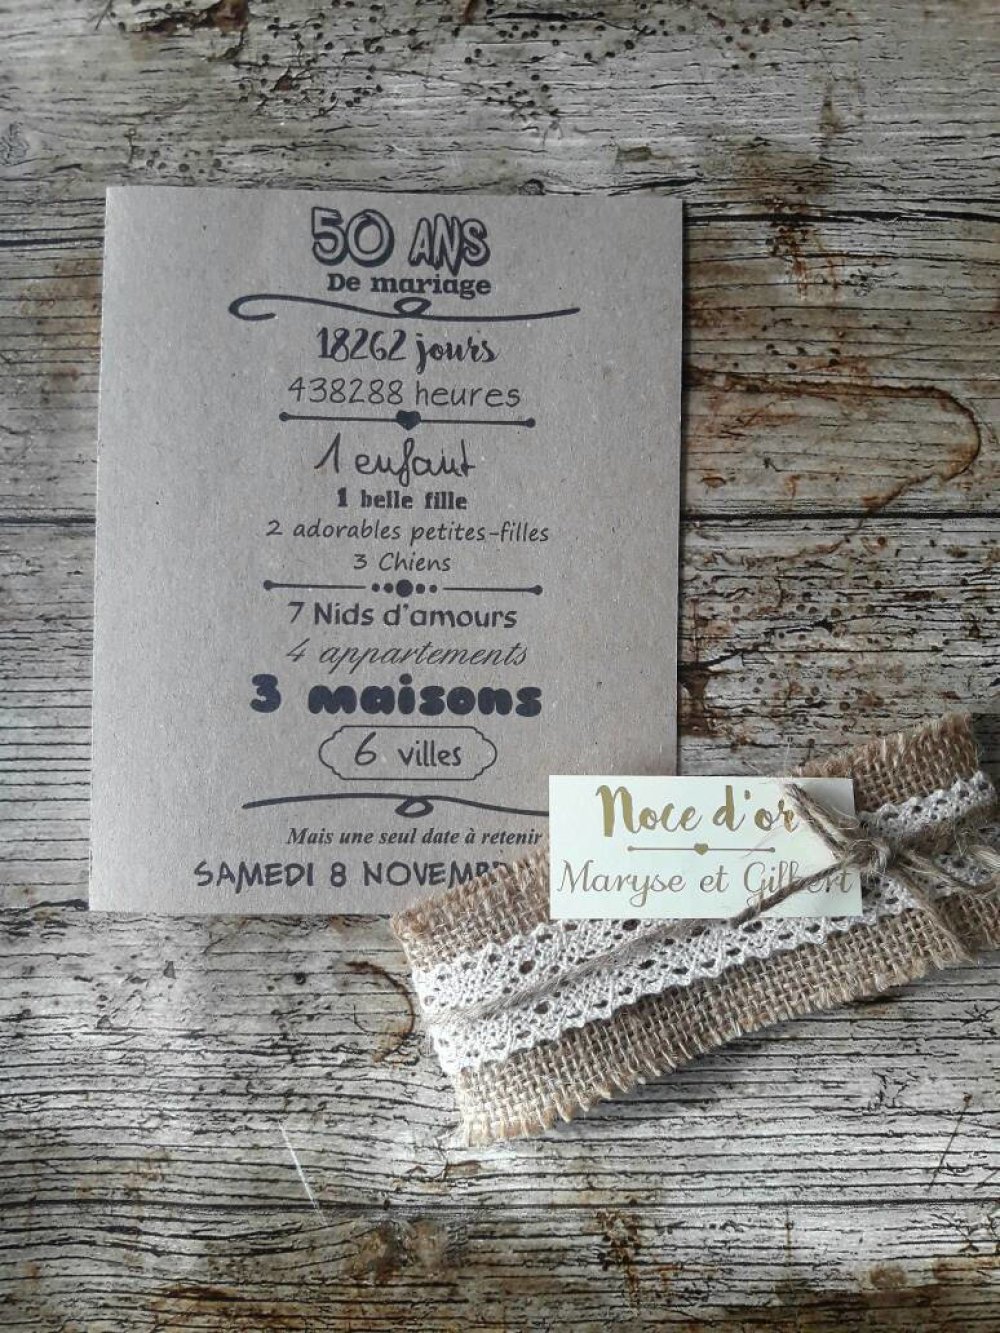 50 ANS
De mariage
18262 jours
438288 heures
1 enfant
1 belle fille
2 adorables petites-filles
3 Chiens
7 Nids d'amours
4 appartements
3 maisons
6 villes
Mais une seul date à retenir
SAMEDI 8
Noce d'or
Maryse et Gilbert